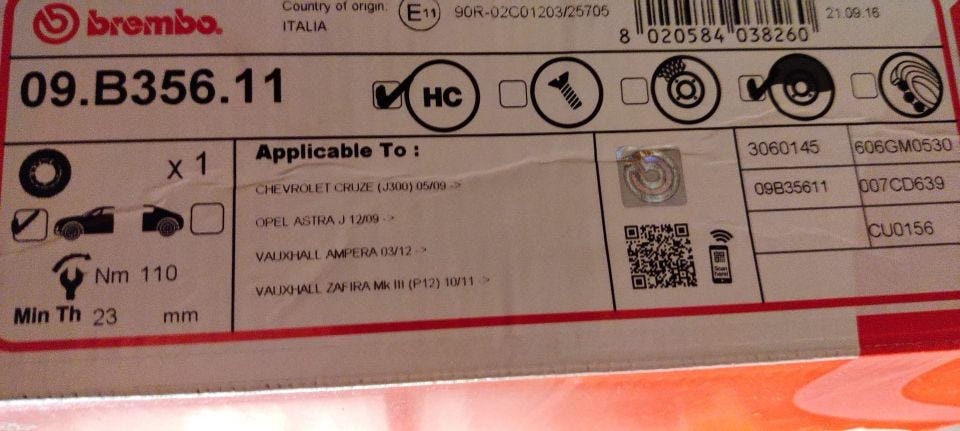 brembo.
Country of origin:
ITALIA
E11
90R-02C01203/25705
8 020584 038260
21.09.16
09.B356.11
HC
x 1
Applicable To :
CHEVROLET CRUZE (J300) 05/09 ->
OPEL ASTRA J 12/09 ->
VAUXHALL AMPERA 03/12 ->
VAUXHALL ZAFIRA Mk III (P12) 10/11 ->
Nm 110
Min Th 23 mm
Scan here!
3060145 606GM0530
09B35611 007CD639
CU0156